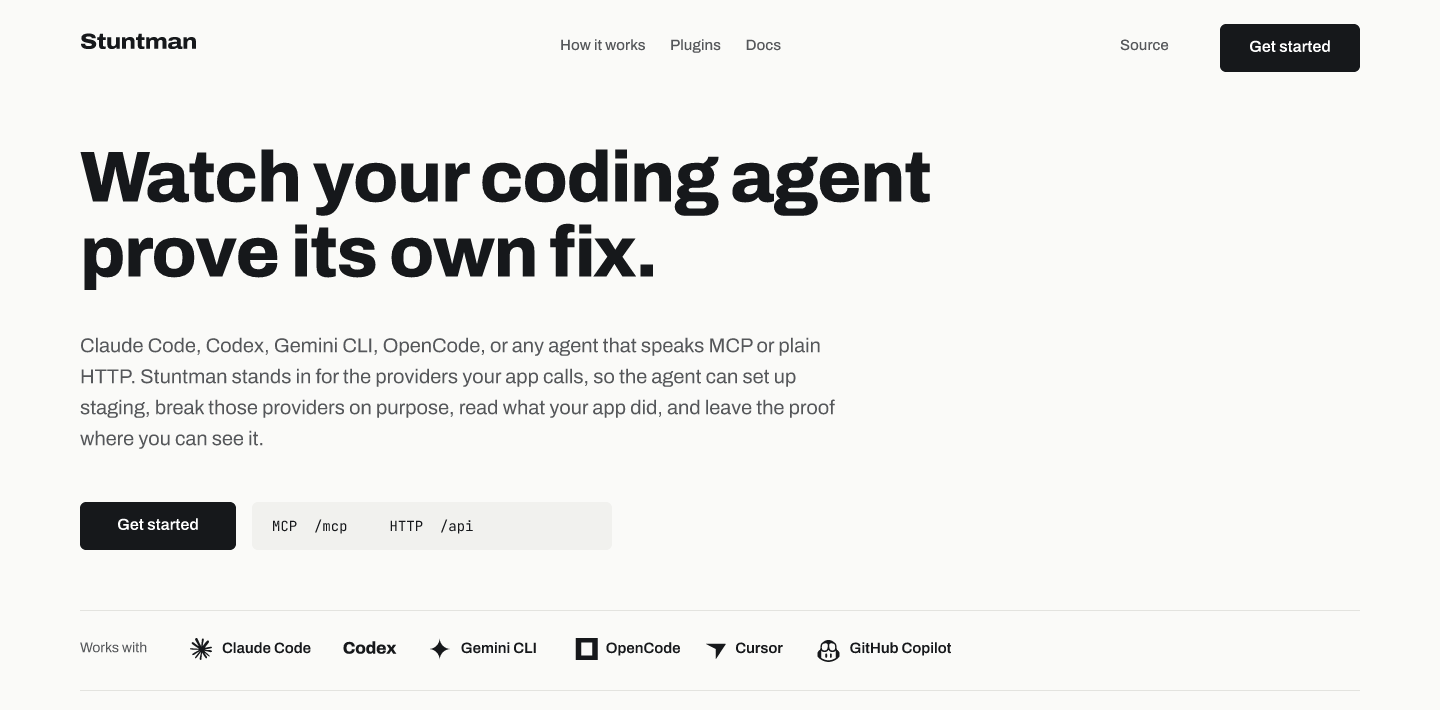 Stuntman
How it works Plugins Docs
Source
Get started
Watch your coding agent
prove its own fix.
Claude Code, Codex, Gemini CLI, OpenCode, or any agent that speaks MCP or plain
HTTP. Stuntman stands in for the providers your app calls, so the agent can set up
staging, break those providers on purpose, read what your app did, and leave the proof
where you can see it.
Get started
MCP /mcp HTTP /api
Works with Claude Code Codex Gemini CLI OpenCode Cursor GitHub Copilot